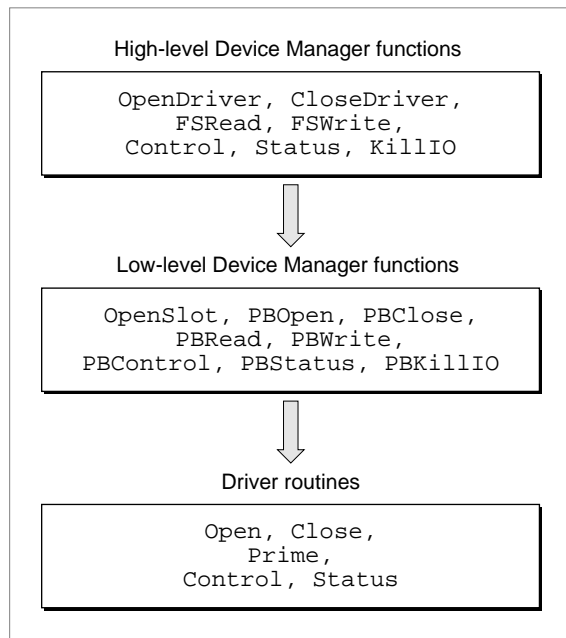 High-level Device Manager functions
OpenDriver, CloseDriver,
FSRead, FSWrite,
Control, Status, KillIO
Low-level Device Manager functions
OpenSlot, PBOpen, PBClose,
PBRead, PBWrite,
PBControl, PBStatus, PBKillIO
Driver routines
Open, Close,
Prime,
Control, Status